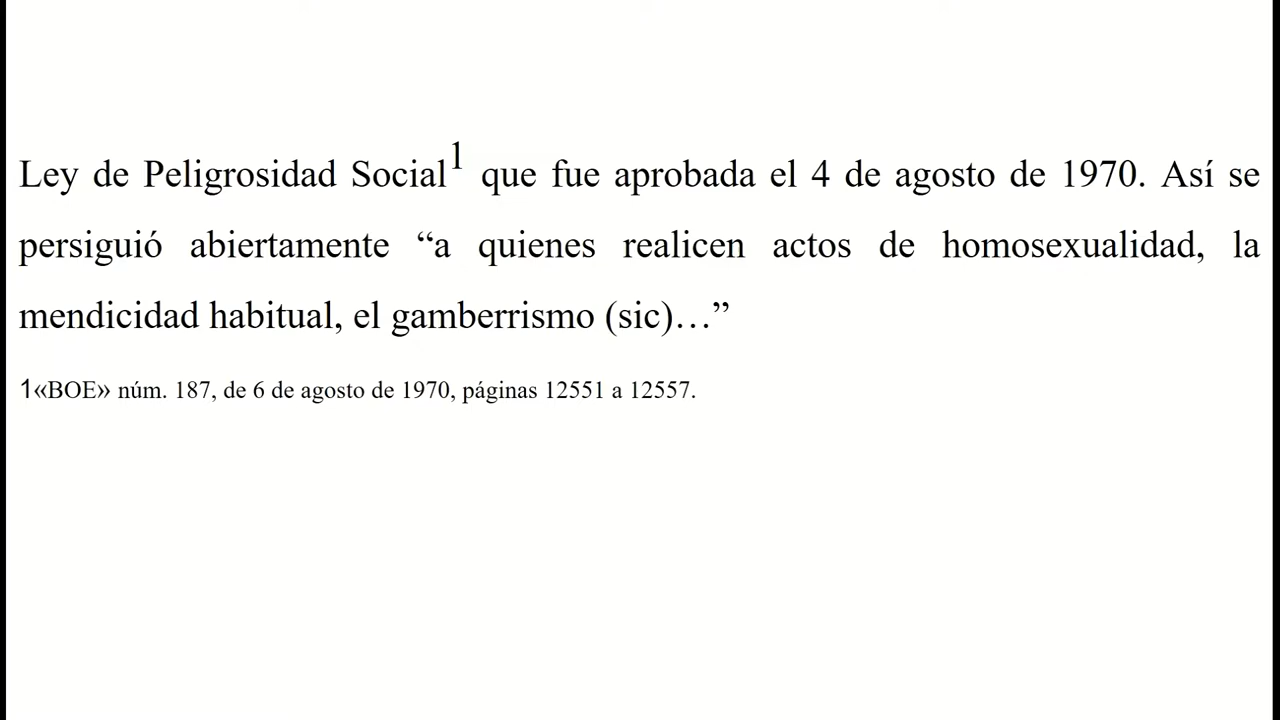 Ley de Peligrosidad Social1 que fue aprobada el 4 de agosto de 1970. Así se
persiguió abiertamente “a quienes realicen actos de homosexualidad, la
mendicidad habitual, el gamberrismo (sic)…”
1«BOE» núm. 187, de 6 de agosto de 1970, páginas 12551 a 12557.